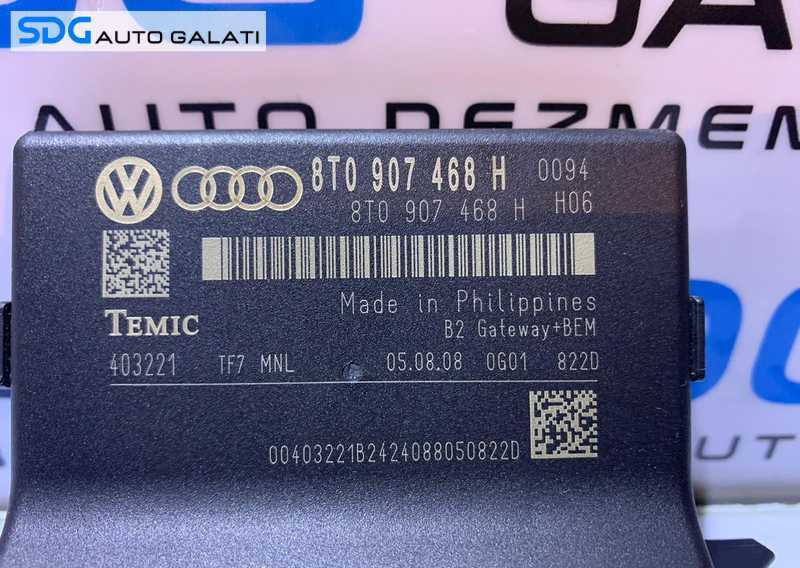 SDG AUTO GALATI
AUTO DEZMEM
8T0 907 468 H 0094
8T0 907 468 H H06
TEMIC
Made in Philippines
B2 Gateway+BEM
403221 TF7 MNL 05.08.08 0G01 822D
00403221B2424088050822D